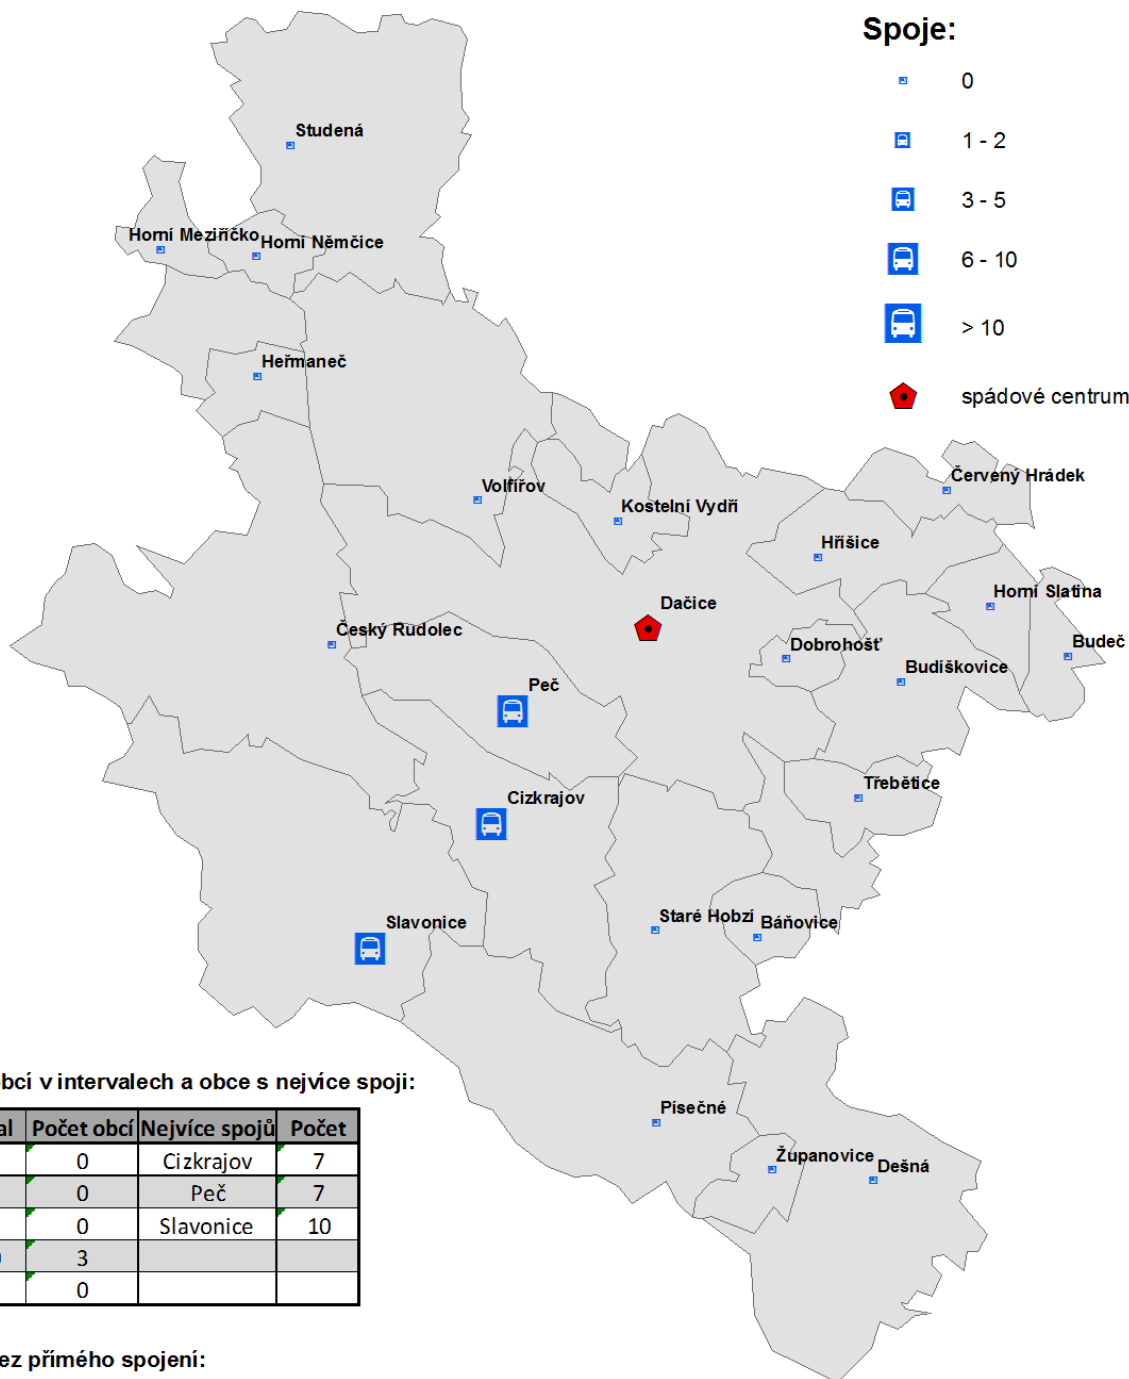 Spoje:
0
1 - 2
3 - 5
6 - 10
> 10
spádové centrum
Studená
Horní Meziříčko
Horní Němčice
Heřmaneč
Volfířov
Kostelní Vydří
Červený Hrádek
Hříšice
Horní Slatina
Dačice
Český Rudolec
Dobrohošť
Budeč
Budíškovice
Peč
Třebětice
Cizkrajov
Slavonice
Staré Hobzí
Báňovice
Písečné
Županovice
Dešná
obcí v intervalech a obce s nejvíce spoji:
al Počet obcí Nejvíce spojů Počet
0 Cizkrajov 7
0 Peč 7
0 Slavonice 10
3
0
ez přímého spojení: